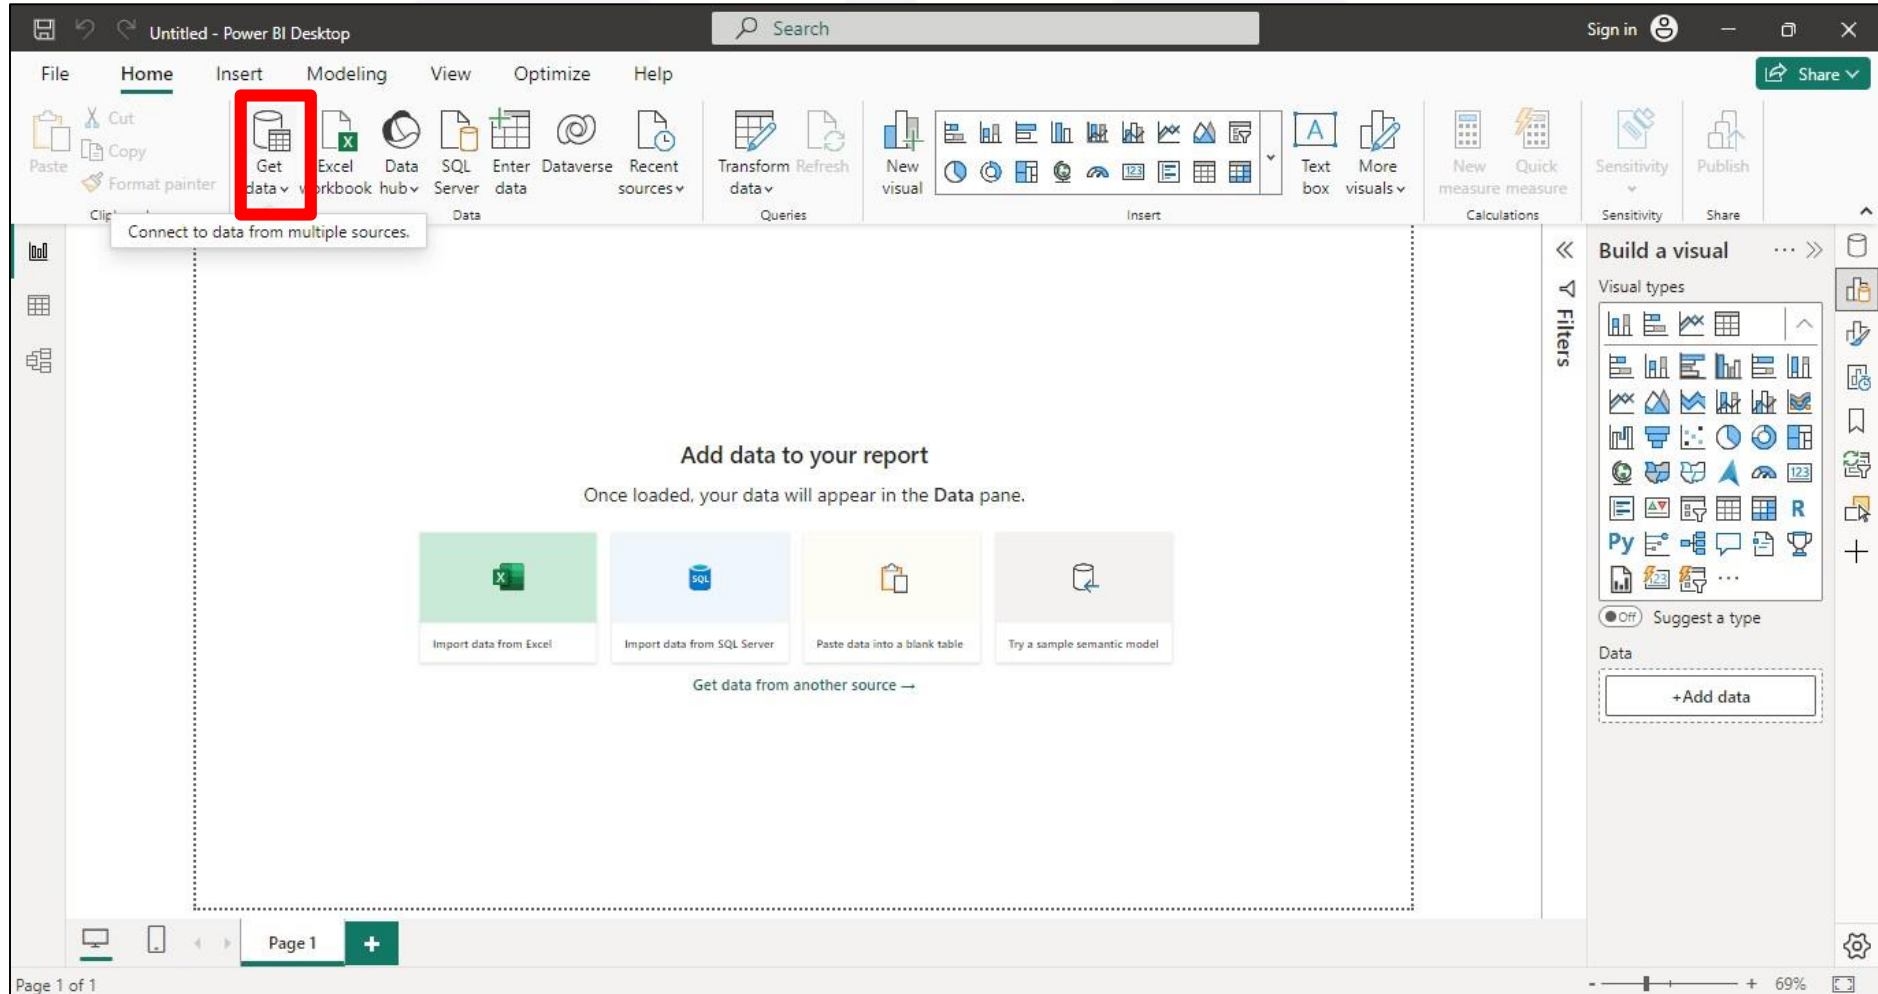 Untitled - Power BI Desktop
Search
Sign in
File Home Insert Modeling View Optimize Help
Share
Paste
Cut
Copy
Format painter
Get data
Excel
Data hub
SQL Server
Enter data
Dataverse
Recent sources
Data
Transform data
Refresh
Queries
New visual
123
Insert
A
Text box
More visuals
New measure
Quick measure
Calculations
Sensitivity
Sensitivity
Publish
Share
Connect to data from multiple sources.
Add data to your report
Once loaded, your data will appear in the Data pane.
X
SQL
Import data from Excel
Import data from SQL Server
Paste data into a blank table
Try a sample semantic model
Get data from another source →
Filters
Build a visual
Visual types
123
R
Py
123
Off Suggest a type
Data
+Add data
Page 1
+
Page 1 of 1
- + 69%